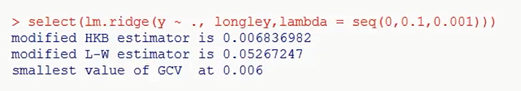 > select(lm.ridge(y ~ ., longley,lambda = seq(0,0.1,0.001)))
modified HKB estimator is 0.006836982
modified L-W estimator is 0.05267247
smallest value of GCV  at 0.006